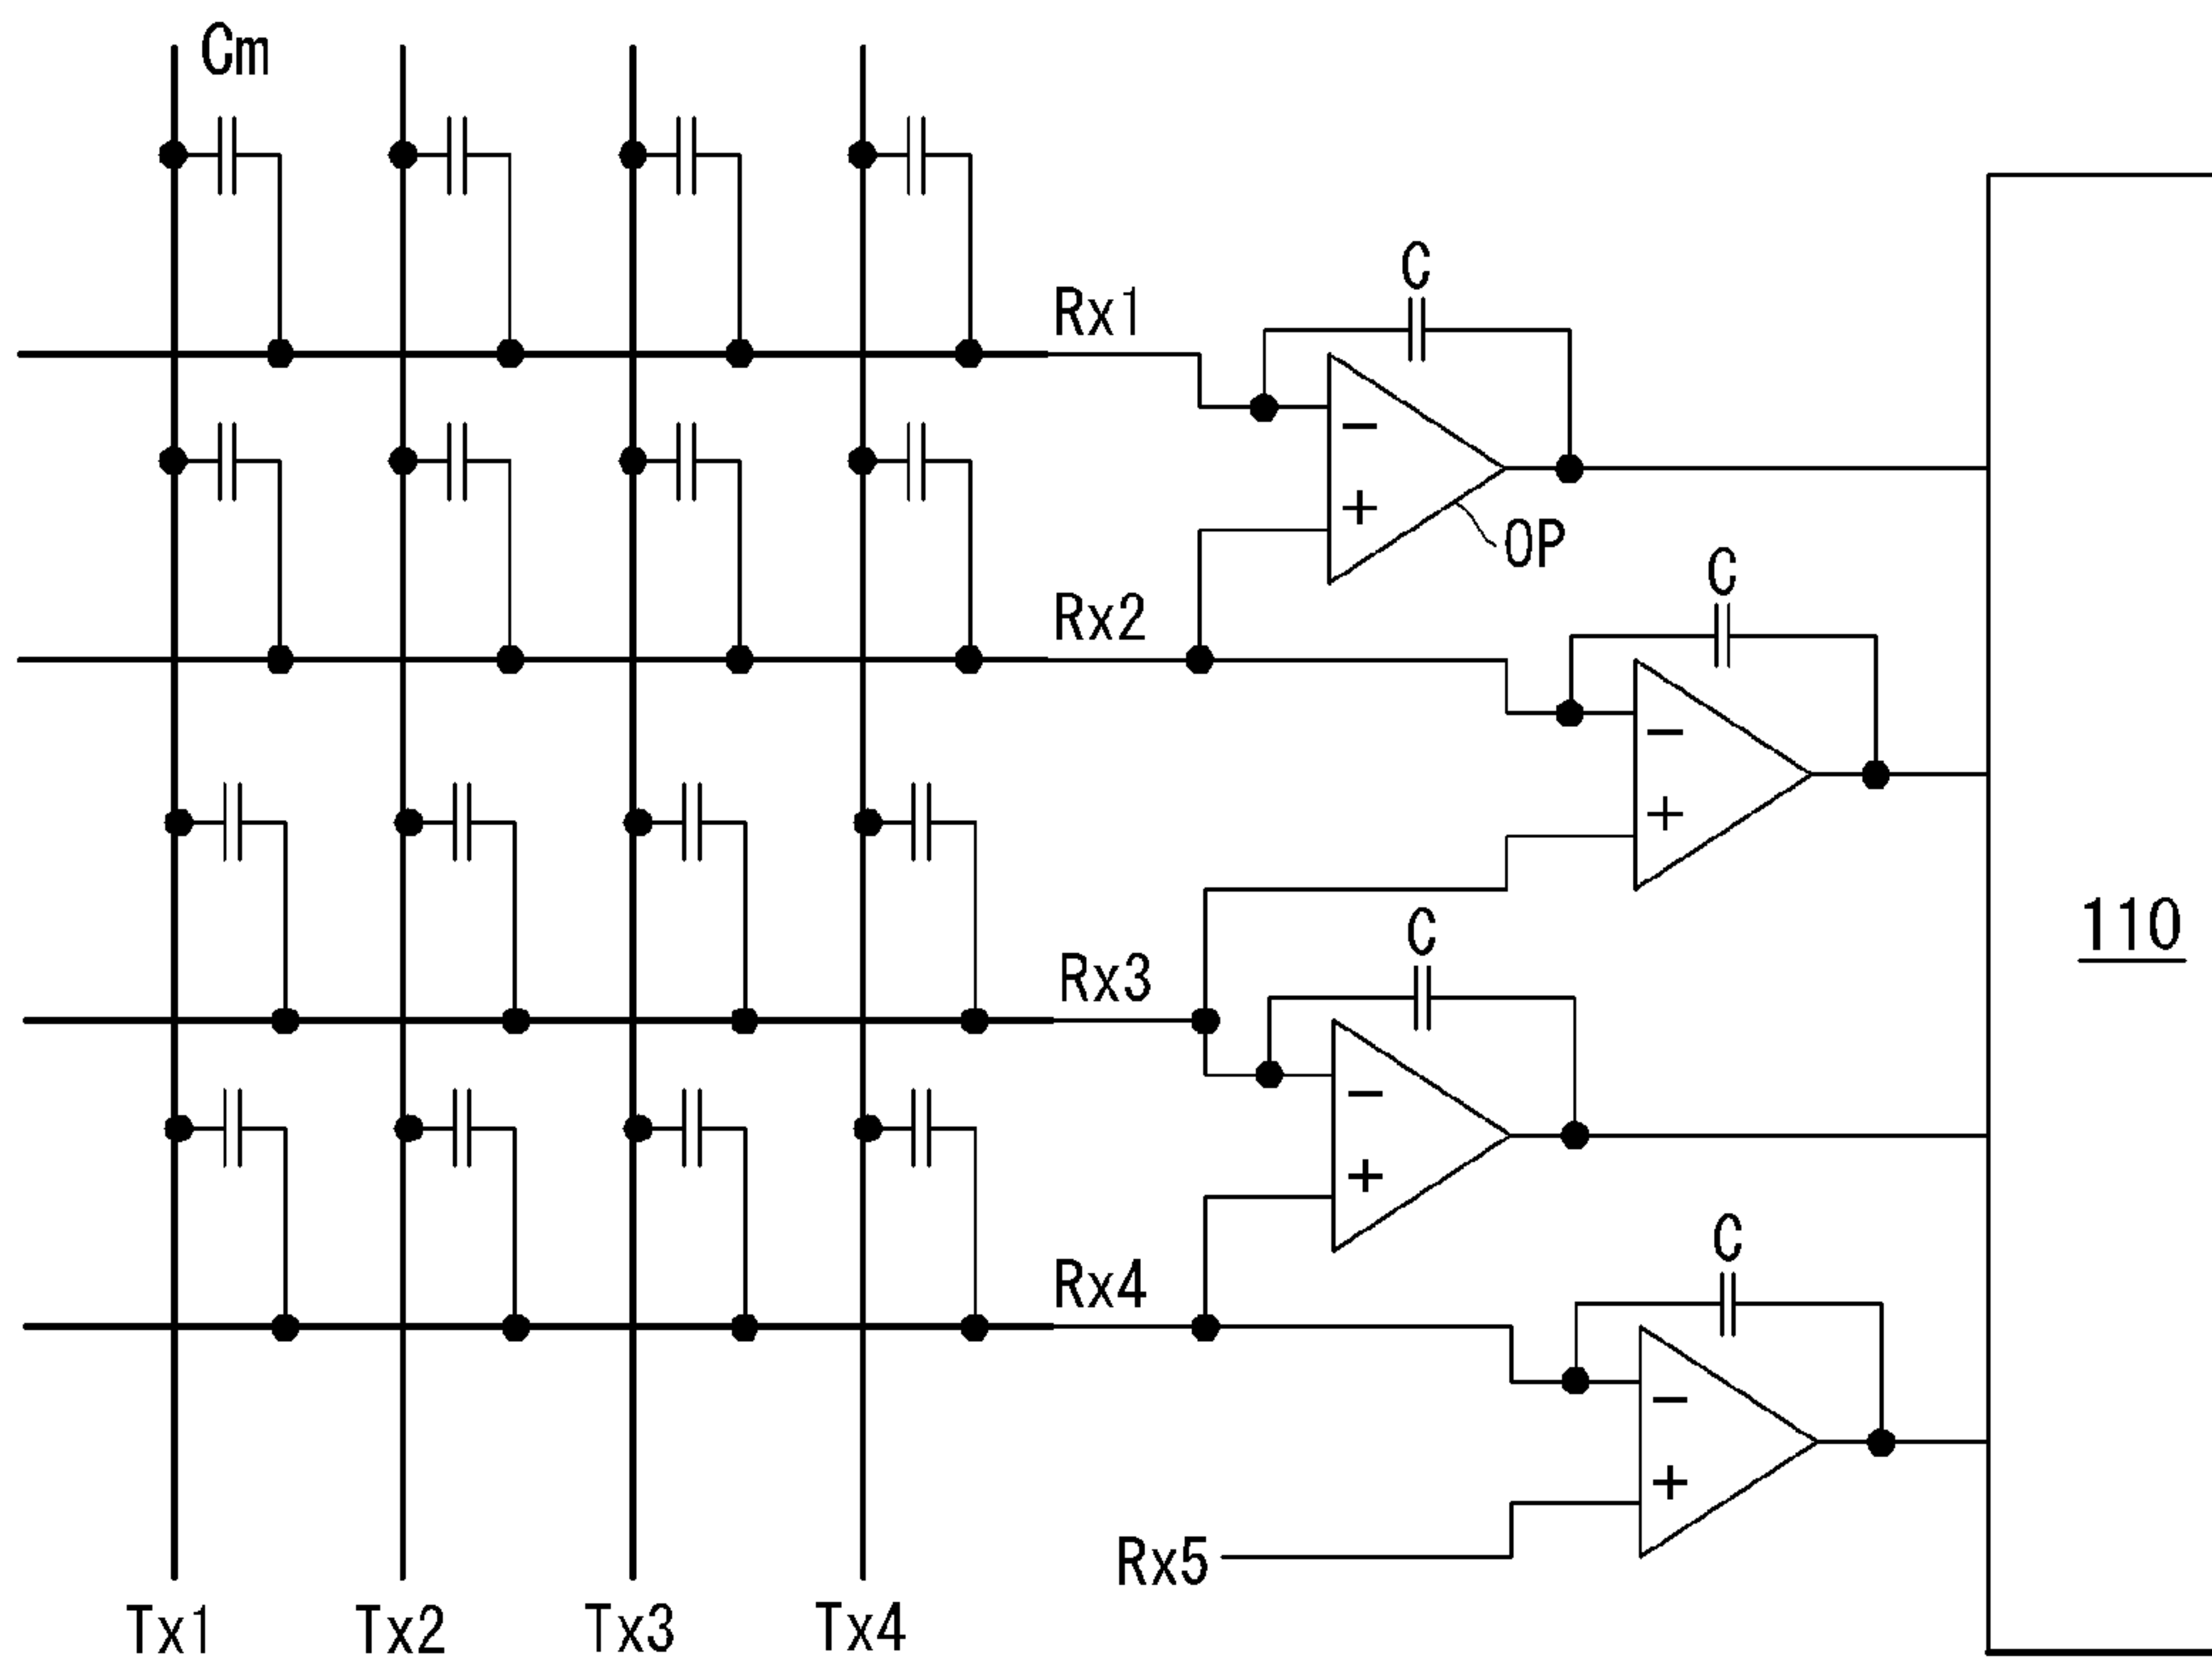 Cm
C
Rx1
−
+
OP
C
Rx2
−
+
110
C
Rx3
−
+
C
Rx4
−
+
Rx5
Tx1 Tx2 Tx3 Tx4